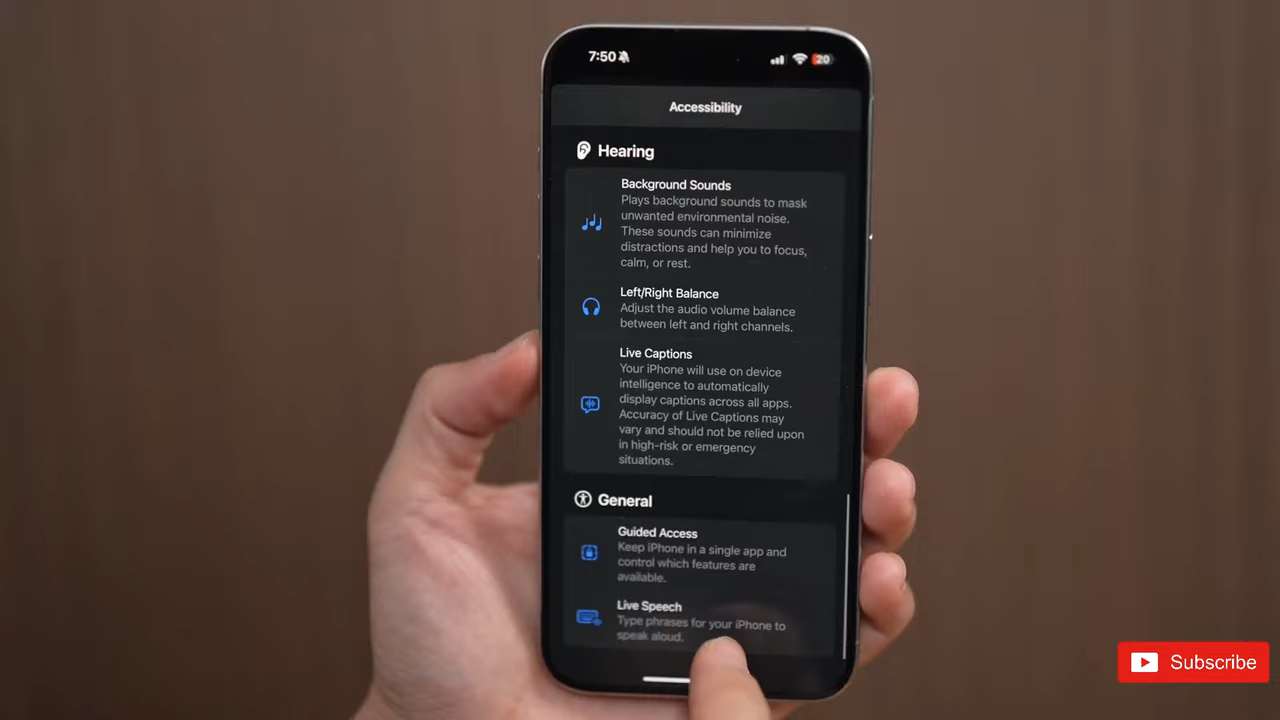 7:50
20
Accessibility
Hearing
Background Sounds
Plays background sounds to mask
unwanted environmental noise.
These sounds can minimize
distractions and help you to focus,
calm, or rest.
Left/Right Balance
Adjust the audio volume balance
between left and right channels.
Live Captions
Your iPhone will use on device
intelligence to automatically
display captions across all apps.
Accuracy of Live Captions may
vary and should not be relied upon
in high-risk or emergency
situations.
General
Guided Access
Keep iPhone in a single app and
control which features are
available.
Live Speech
Type phrases for your iPhone to
speak aloud.
Subscribe